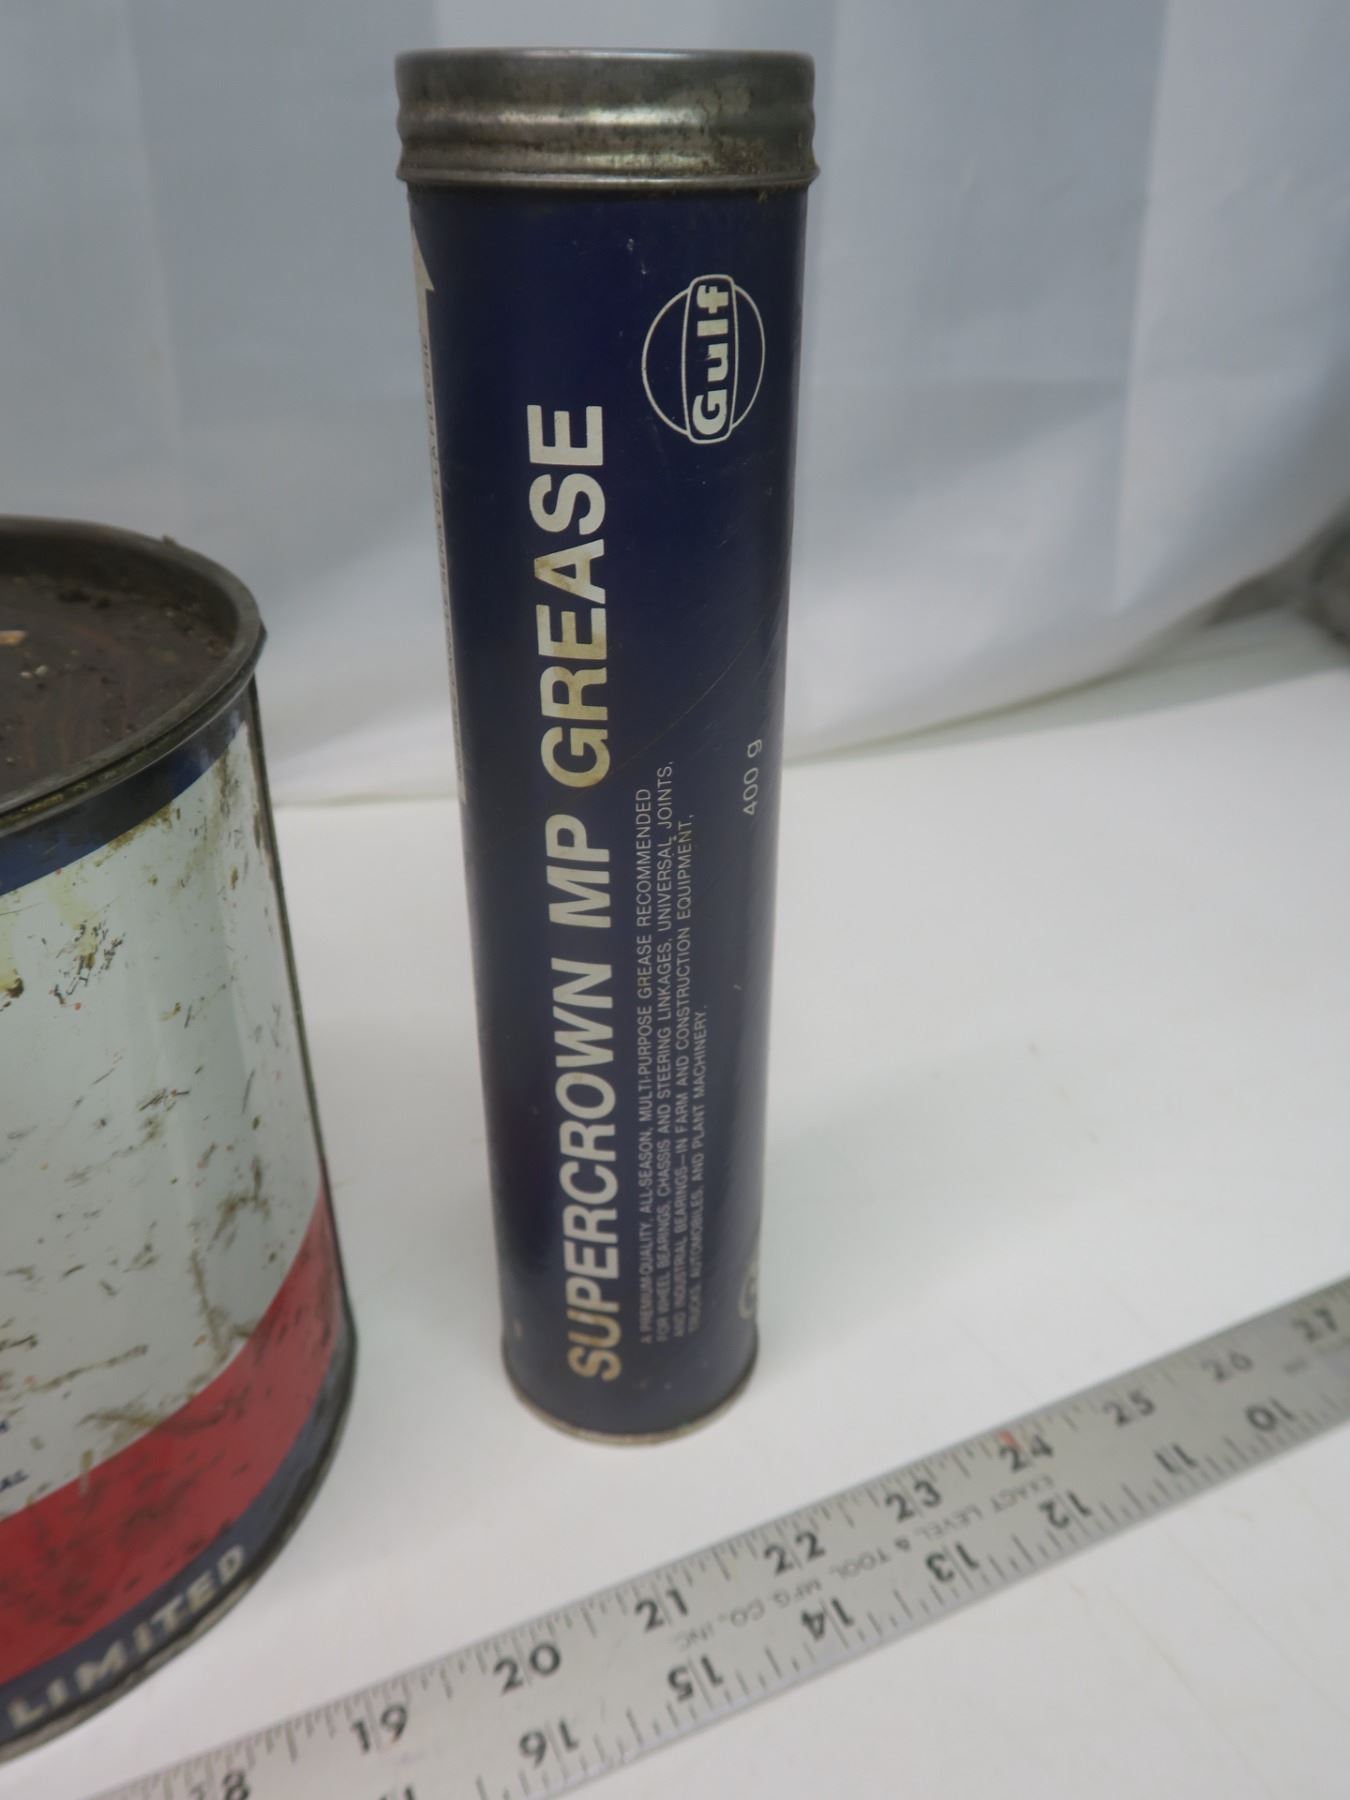 Gulf
SUPERCROWN MP GREASE
A PREMIUM-QUALITY, ALL-SEASON, MULTI-PURPOSE GREASE RECOMMENDED
FOR WHEEL BEARINGS, CHASSIS AND STEERING LINKAGES, UNIVERSAL JOINTS,
AND INDUSTRIAL BEARINGS—IN FARM AND CONSTRUCTION EQUIPMENT,
TRUCKS, AUTOMOBILES, AND PLANT MACHINERY.
400 g
AL
LIMITED
19 20 21 22 23 24 25 26 27
EXACT LEVEL & TOOL MFG CO., INC
16 15 14 13 12 11 10